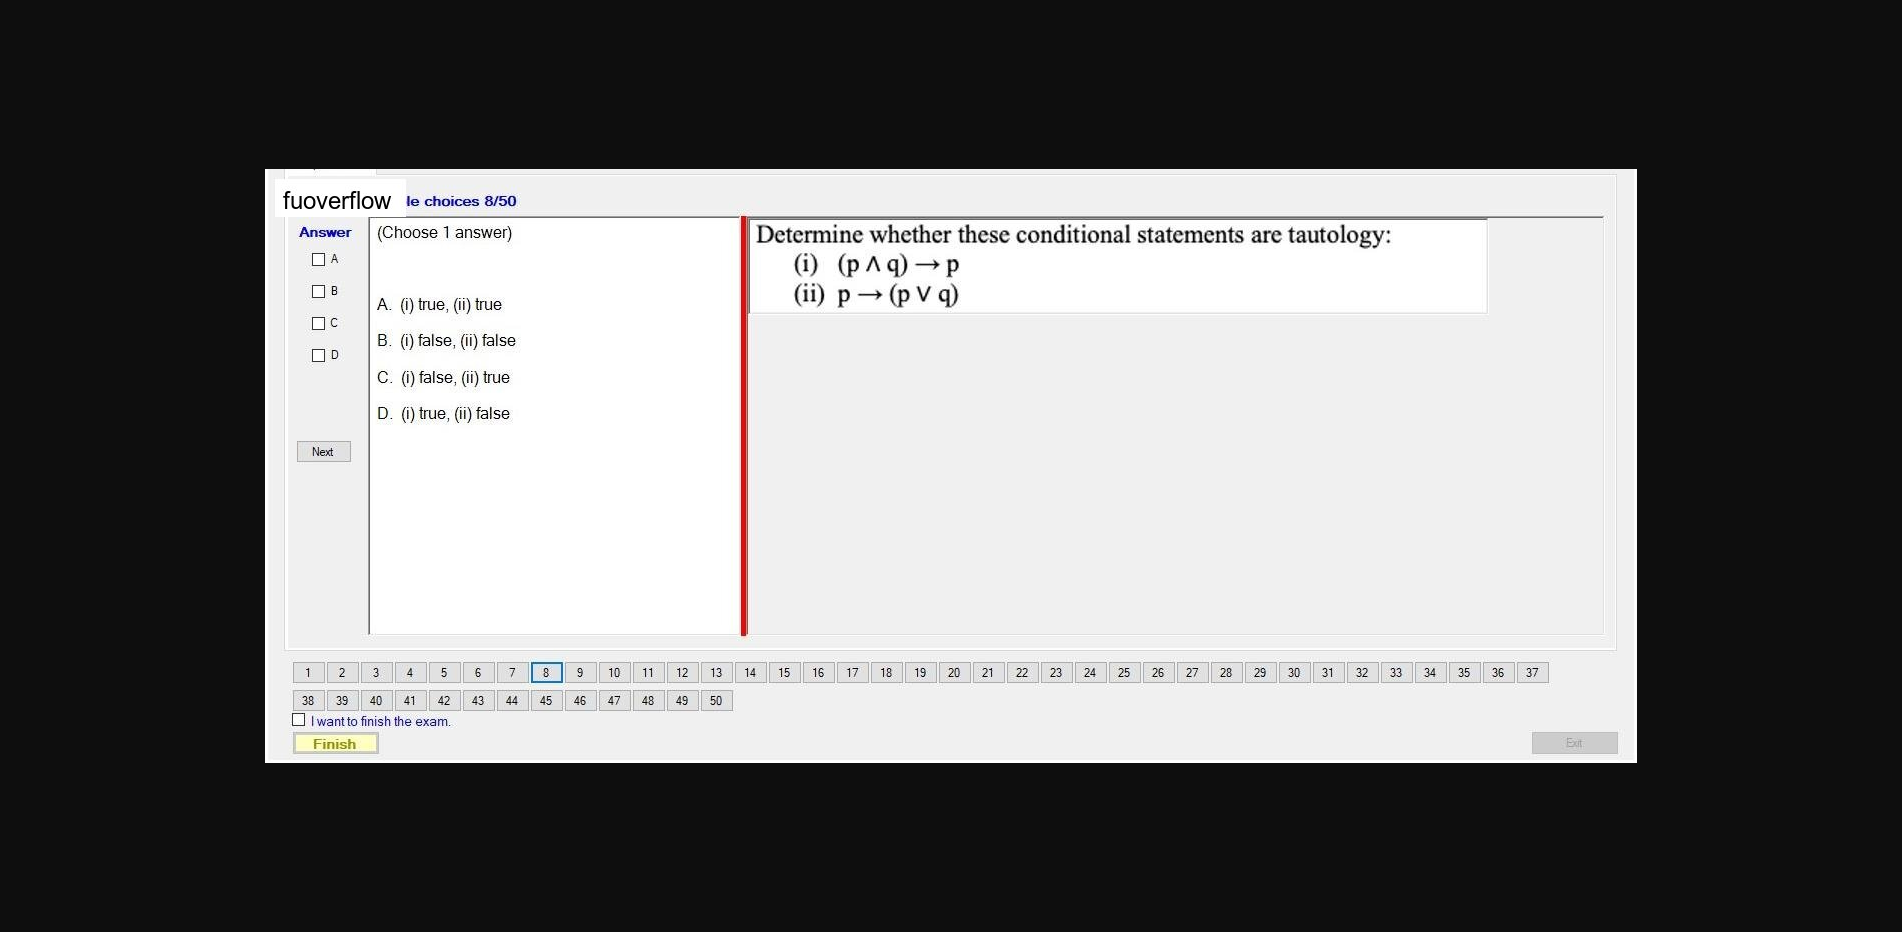 fuoverflow le choices 8/50
Answer
A
B
C
D
Next
(Choose 1 answer)
A. (i) true, (ii) true
B. (i) false, (ii) false
C. (i) false, (ii) true
D. (i) true, (ii) false
Determine whether these conditional statements are tautology:
(i) (p ∧ q) → p
(ii) p → (p ∨ q)
1 2 3 4 5 6 7 8 9 10 11 12 13 14 15 16 17 18 19 20 21 22 23 24 25 26 27 28 29 30 31 32 33 34 35 36 37
38 39 40 41 42 43 44 45 46 47 48 49 50
I want to finish the exam.
Finish
Exit